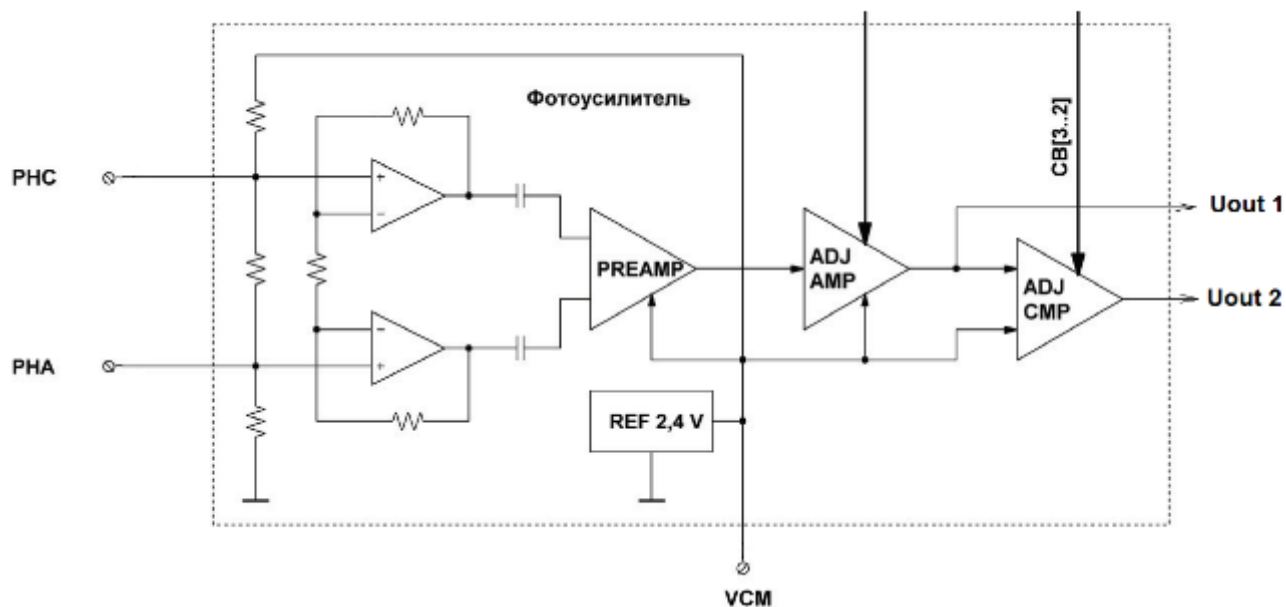 Фотоусилитель
CB[3..2]
PHC
+
−
Uout 1
PREAMP
ADJ
AMP
ADJ
CMP
Uout 2
−
+
PHA
REF 2,4 V
VCM